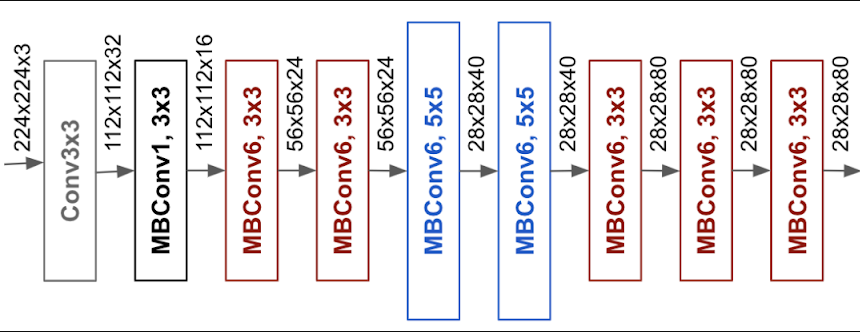 224x224x3
Conv3x3
112x112x32
MBConv1, 3x3
112x112x16
MBConv6, 3x3
56x56x24
MBConv6, 3x3
56x56x24
MBConv6, 5x5
28x28x40
MBConv6, 5x5
28x28x40
MBConv6, 3x3
28x28x80
MBConv6, 3x3
28x28x80
MBConv6, 3x3
28x28x80